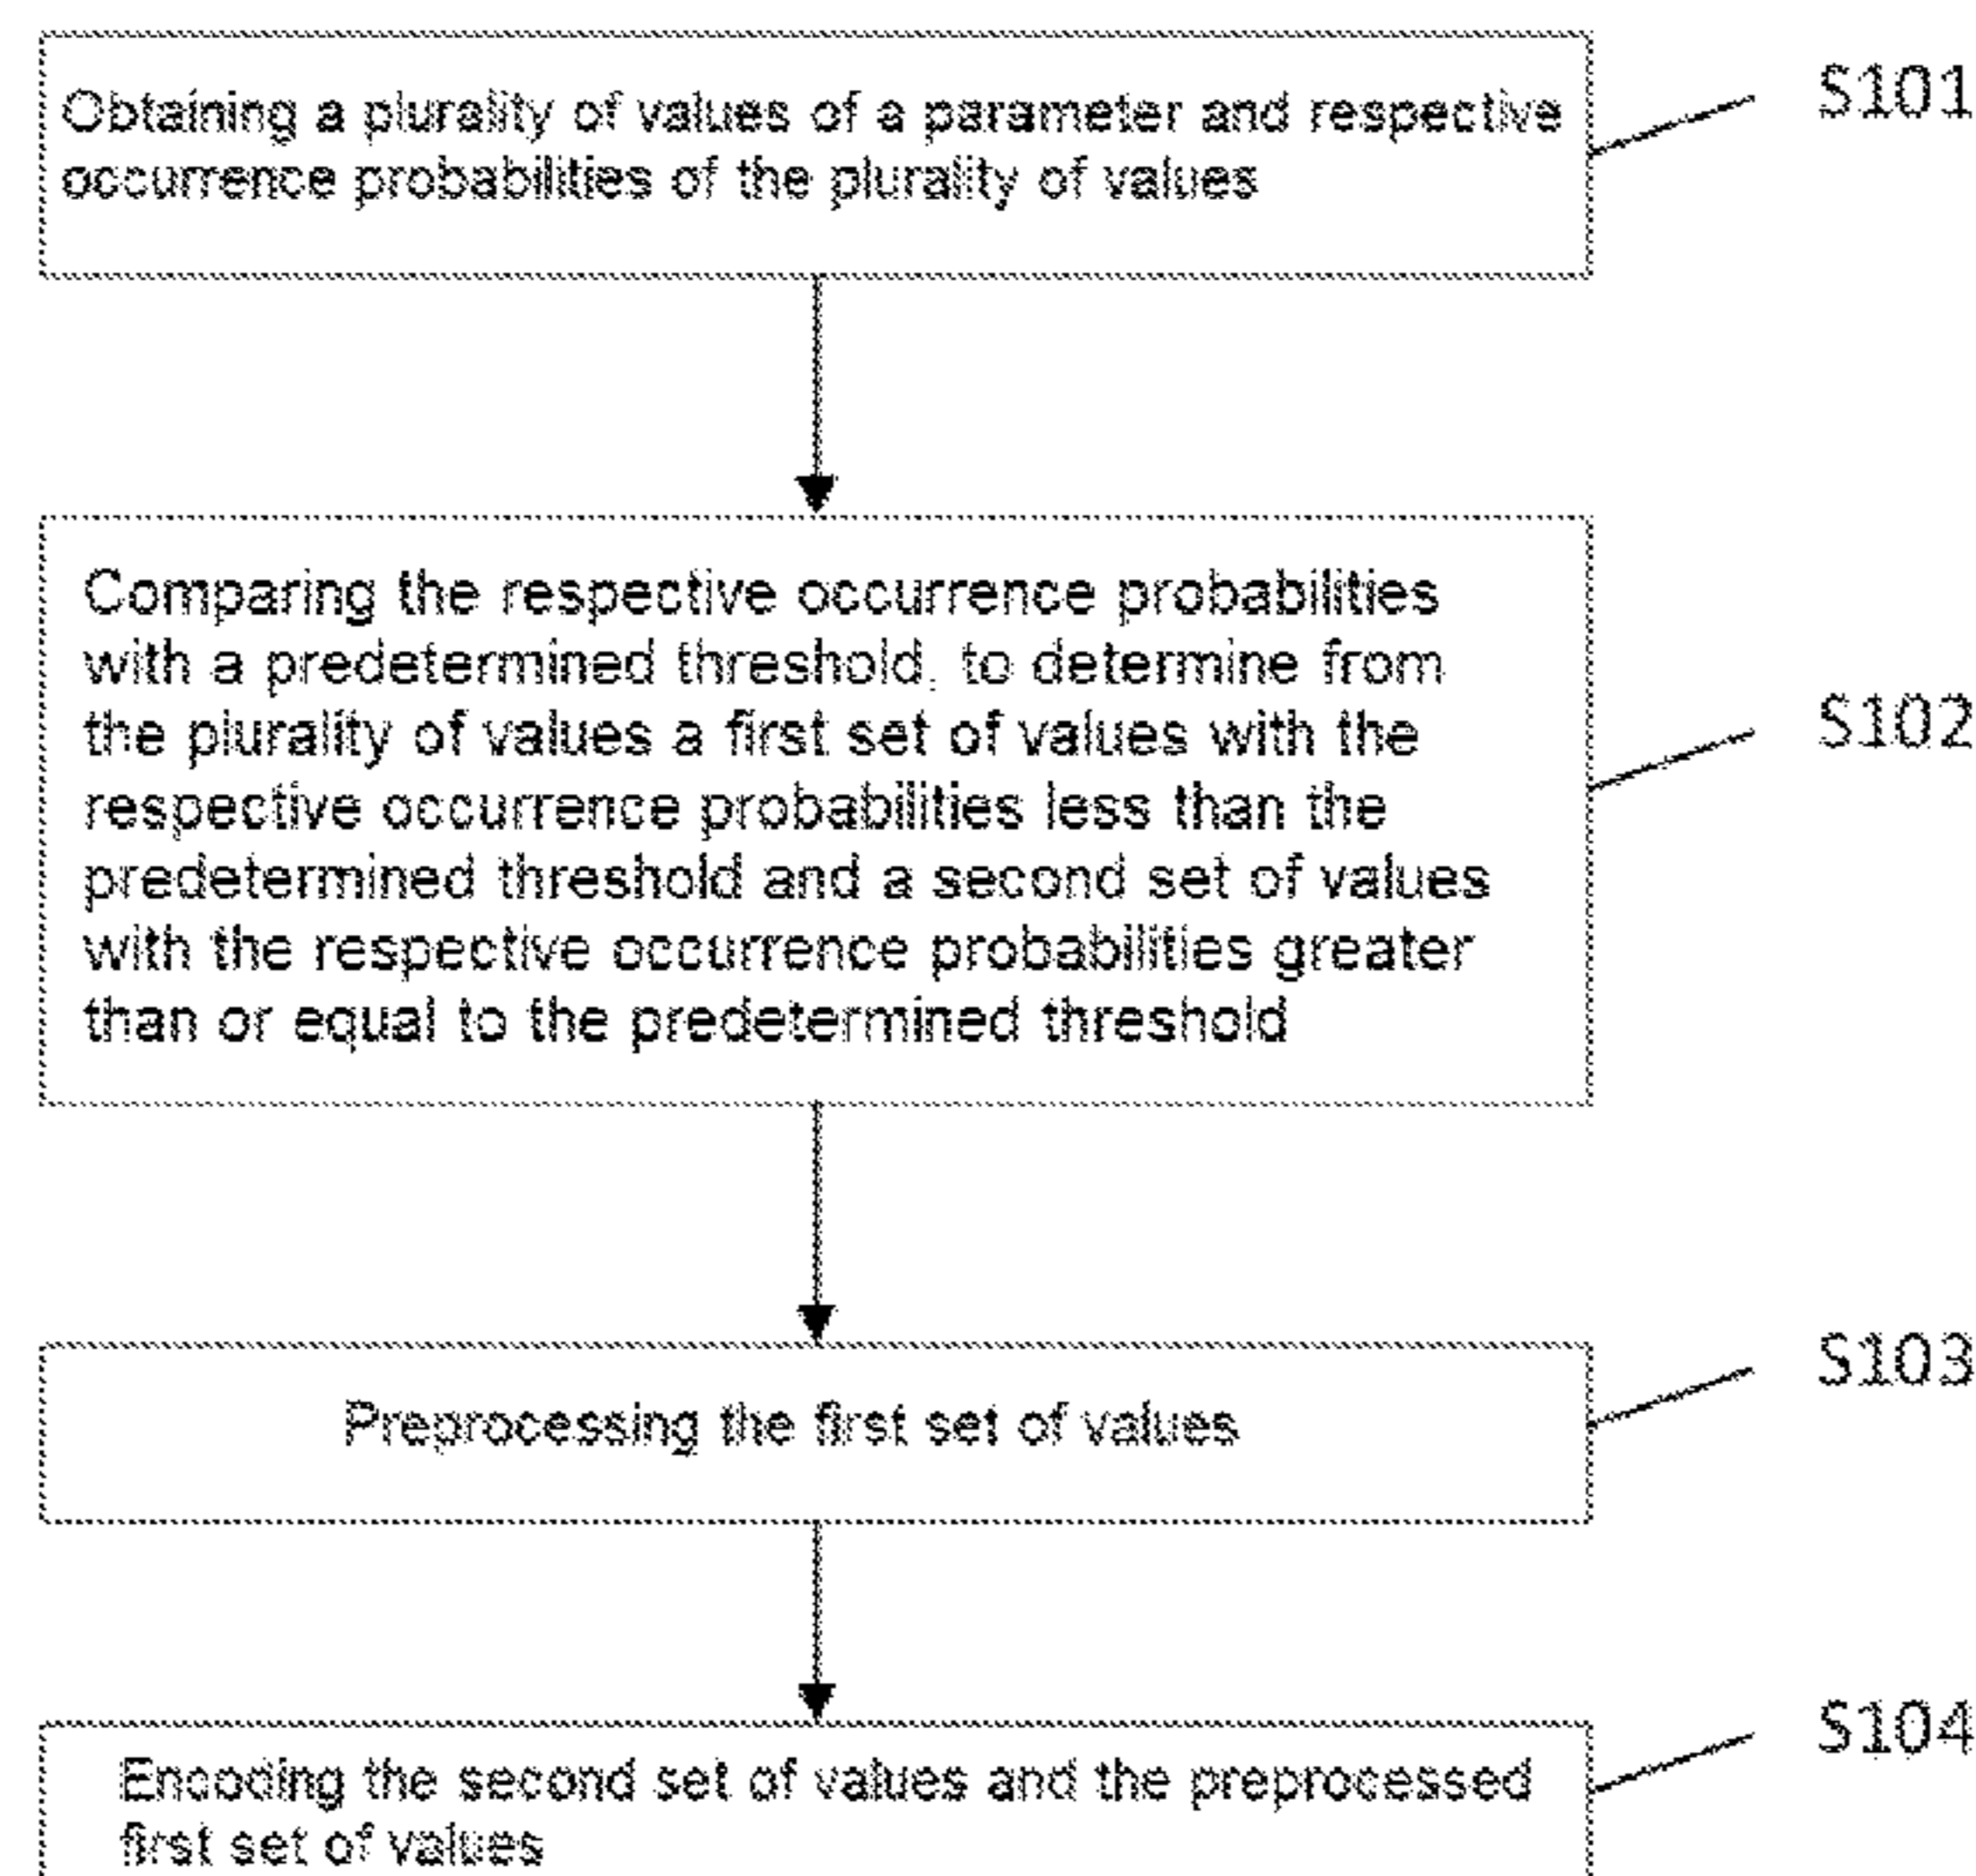 Obtaining a plurality of values of a parameter and respective
occurrence probabilities of the plurality of values
S101
Comparing the respective occurrence probabilities
with a predetermined threshold, to determine from
the plurality of values a first set of values with the
respective occurrence probabilities less than the
predetermined threshold and a second set of values
with the respective occurrence probabilities greater
than or equal to the predetermined threshold
S102
Preprocessing the first set of values
S103
Encoding the second set of values and the preprocessed
first set of values
S104